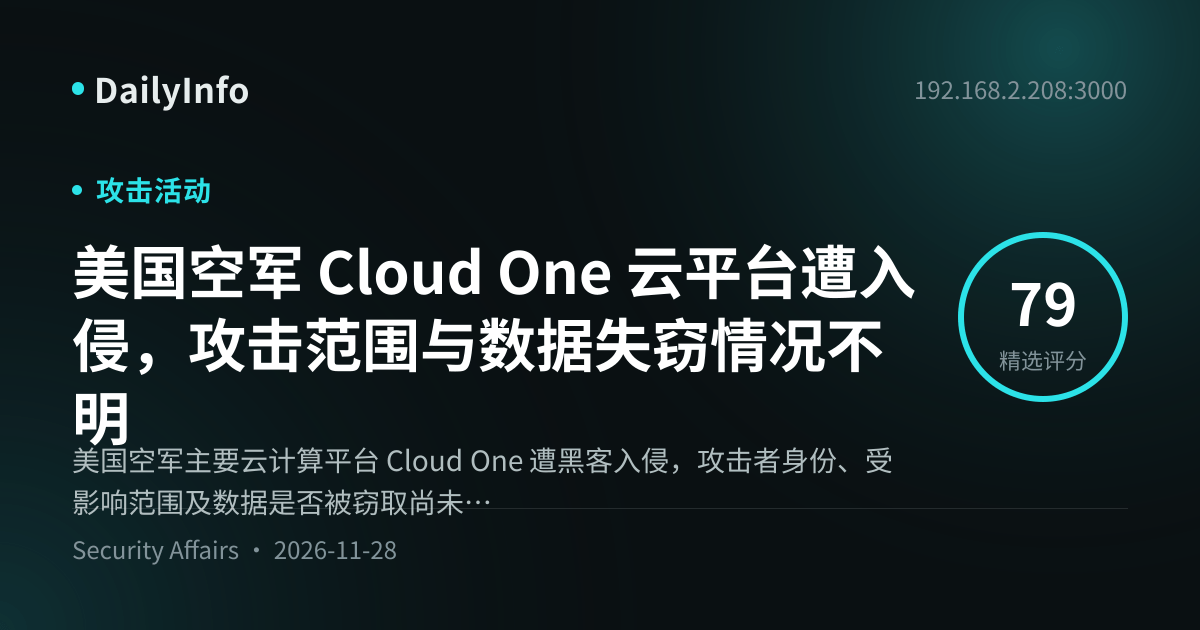 DailyInfo
192.168.2.208:3000
攻击活动
美国空军 Cloud One 云平台遭入
侵，攻击范围与数据失窃情况不
明
79
精选评分
美国空军主要云计算平台 Cloud One 遭黑客入侵，攻击者身份、受
影响范围及数据是否被窃取尚未…
Security Affairs · 2026-11-28